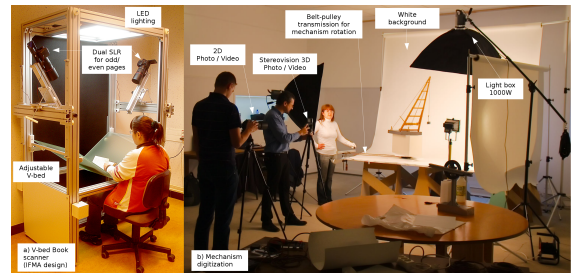 LED
lighting
Dual SLR
for odd/
even pages
Adjustable
V-bed
a) V-bed Book
scanner
(IFMA design)
2D
Photo / Video
Stereovision 3D
Photo / Video
Belt-pulley
transmission for
mechanism rotation
White
background
Light box
1000W
b) Mechanism
digitization